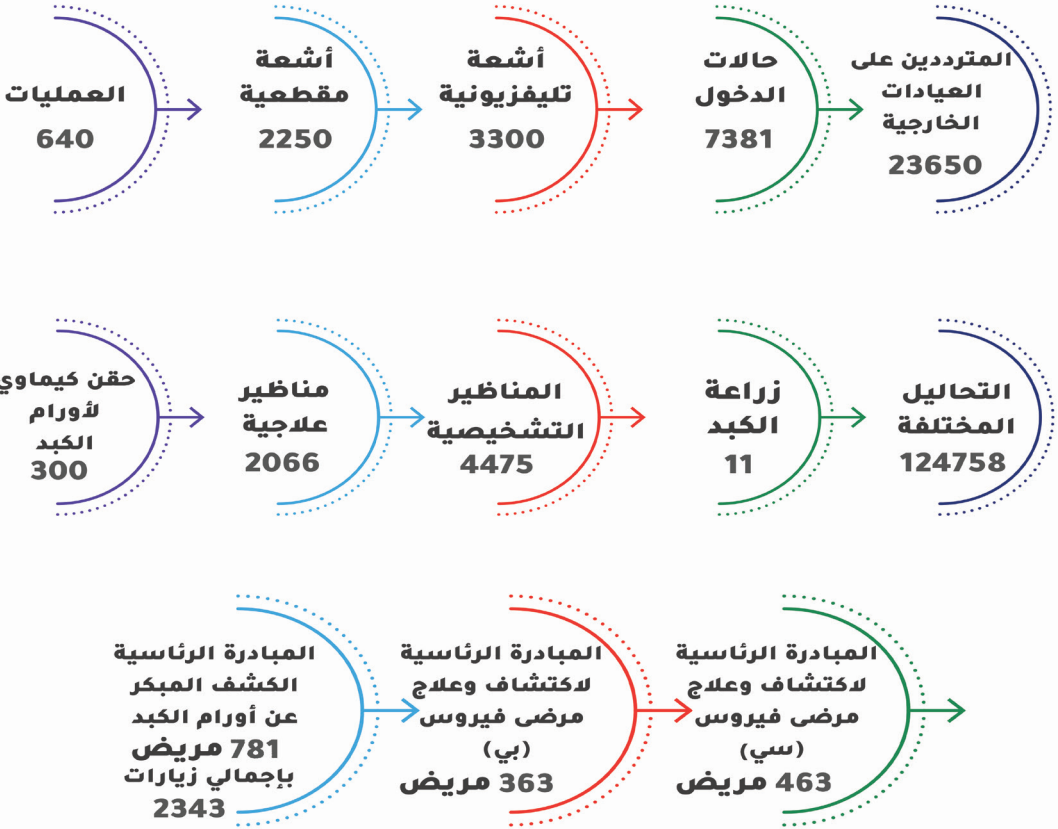 المترددين على
العيادات
الخارجية
23650
حالات
الدخول
7381
أشعة
تليفزيونية
3300
أشعة
مقطعية
2250
العمليات
640
التحاليل
المختلفة
124758
زراعة
الكبد
11
المناظير
التشخيصية
4475
مناظير
علاجية
2066
حقن كيماوي
لأورام
الكبد
300
المبادرة الرئاسية
لاكتشاف وعلاج
مرضى فيروس
(سي)
463 مريض
المبادرة الرئاسية
لاكتشاف وعلاج
مرضى فيروس
(بي)
363 مريض
المبادرة الرئاسية
الكشف المبكر
عن أورام الكبد
781 مريض
بإجمالي زيارات
2343